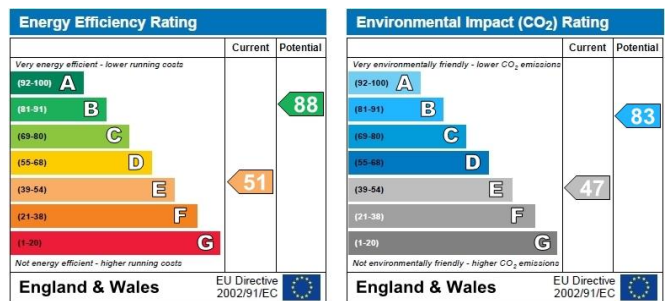 Energy Efficiency Rating
Current Potential
Very energy efficient - lower running costs
(92-100) A
(81-91) B
88
(69-80) C
(55-68) D
(39-54) E
51
(21-38) F
(1-20) G
Not energy efficient - higher running costs
England & Wales
EU Directive
2002/91/EC
Environmental Impact (CO₂) Rating
Current Potential
Very environmentally friendly - lower CO₂ emissions
(92-100) A
(81-91) B
83
(69-80) C
(55-68) D
(39-54) E
47
(21-38) F
(1-20) G
Not environmentally friendly - higher CO₂ emissions
England & Wales
EU Directive
2002/91/EC